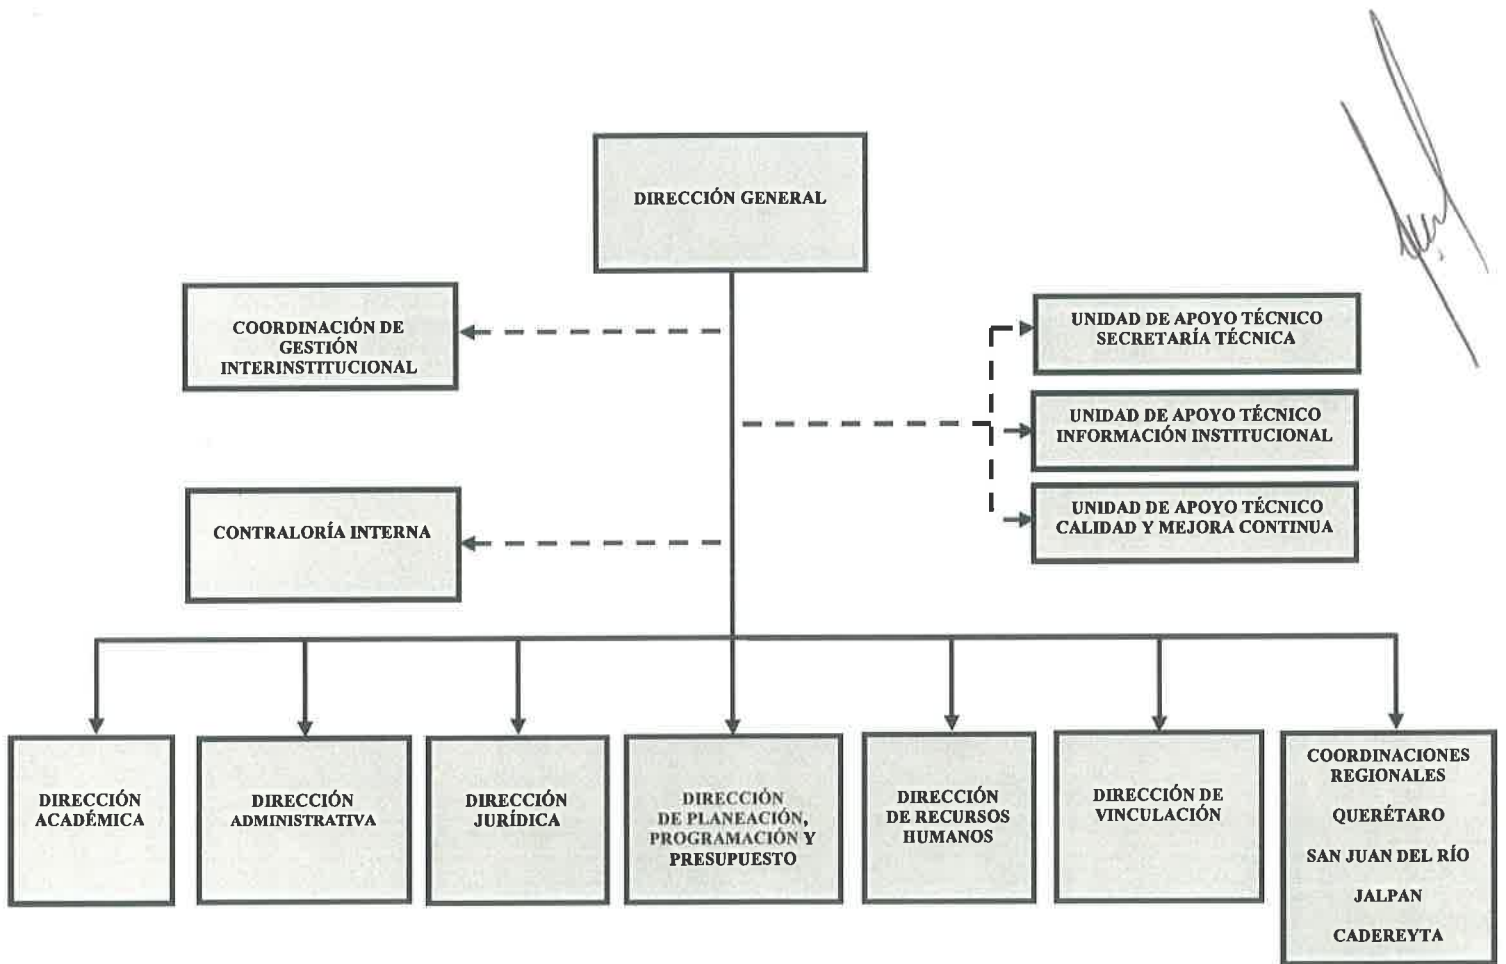 DIRECCIÓN GENERAL
COORDINACIÓN DE
GESTIÓN
INTERINSTITUCIONAL
UNIDAD DE APOYO TÉCNICO
SECRETARÍA TÉCNICA
UNIDAD DE APOYO TÉCNICO
INFORMACIÓN INSTITUCIONAL
CONTRALORÍA INTERNA
UNIDAD DE APOYO TÉCNICO
CALIDAD Y MEJORA CONTINUA
DIRECCIÓN
ACADÉMICA
DIRECCIÓN
ADMINISTRATIVA
DIRECCIÓN
JURÍDICA
DIRECCIÓN
DE PLANEACIÓN,
PROGRAMACIÓN Y
PRESUPUESTO
DIRECCIÓN
DE RECURSOS
HUMANOS
DIRECCIÓN DE
VINCULACIÓN
COORDINACIONES
REGIONALES
QUERÉTARO
SAN JUAN DEL RÍO
JALPAN
CADEREYTA